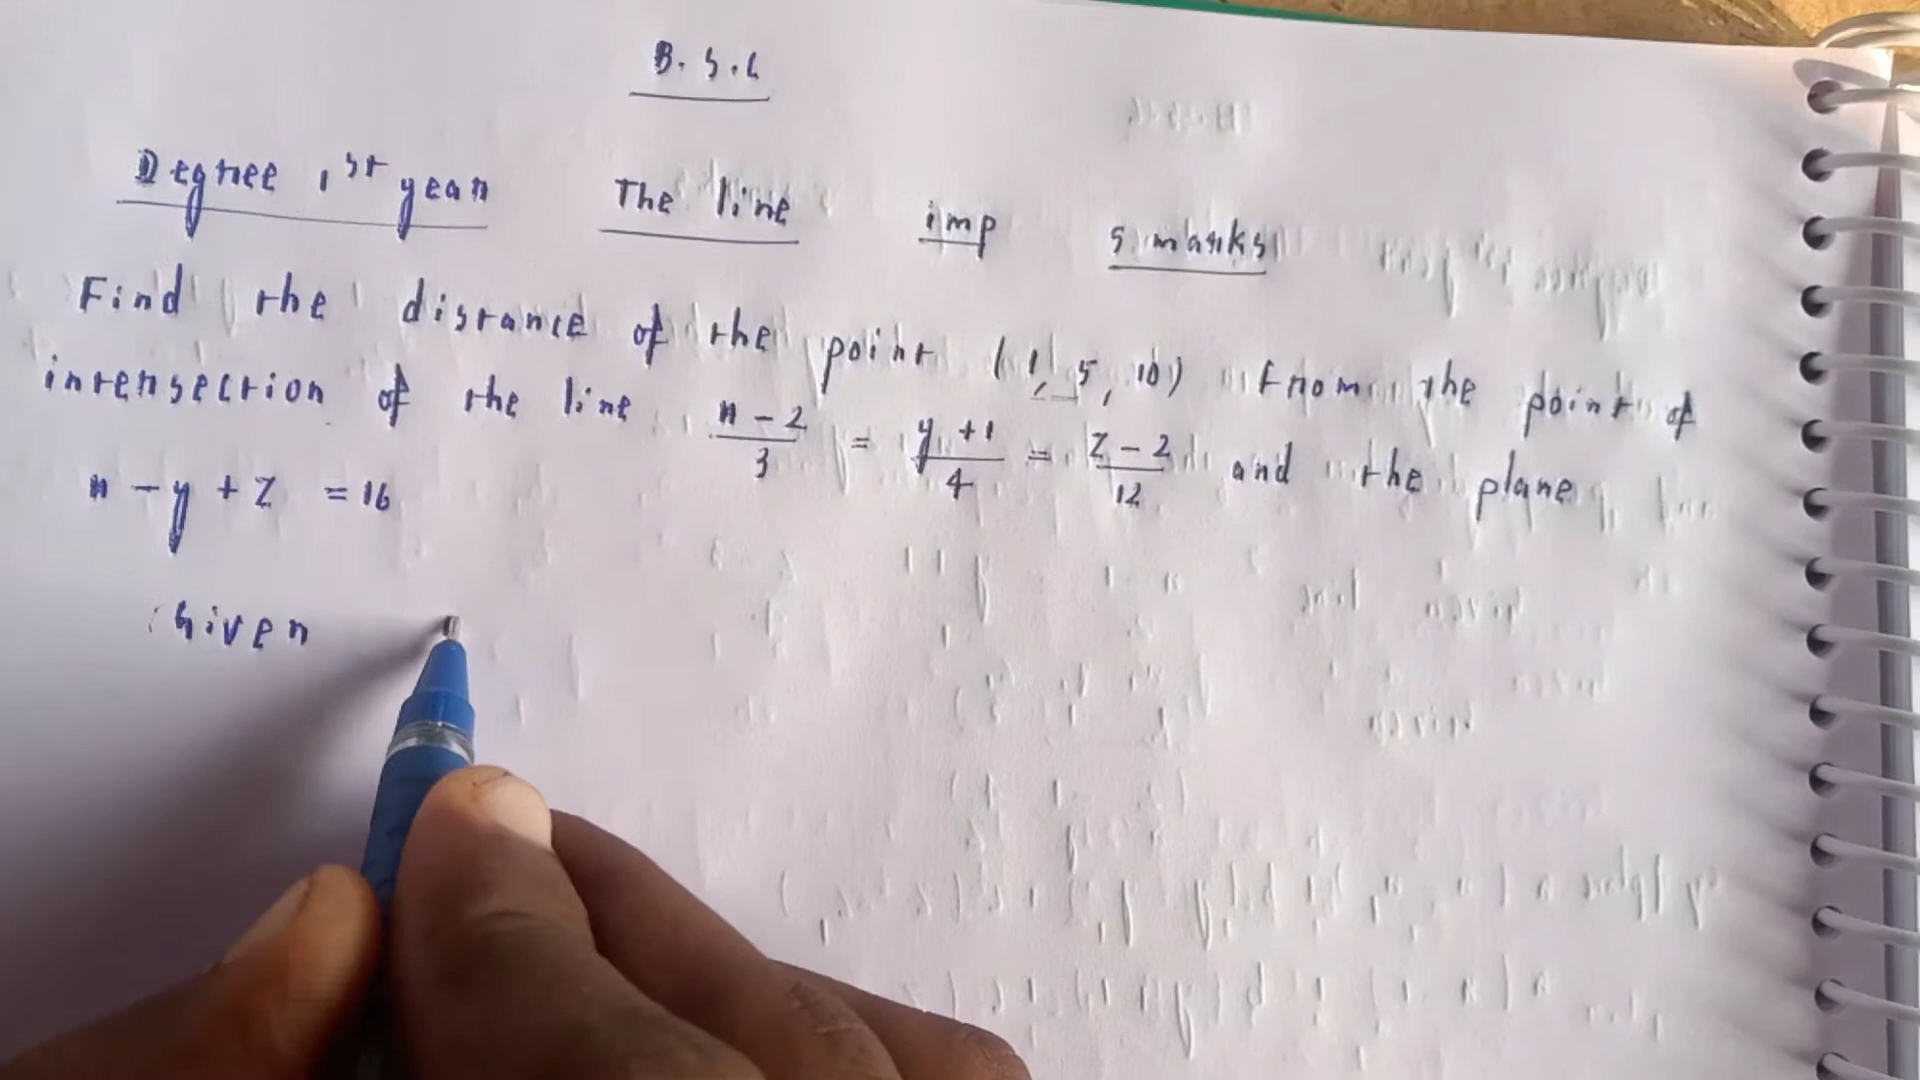 B.S.C
Degree 1st year The line imp 5 marks
Find the distance of the point (1, 5, 10) from the point of
intersection of the line x-2/3 = y+1/4 = z-2/12 and the plane
x - y + z = 16
Given